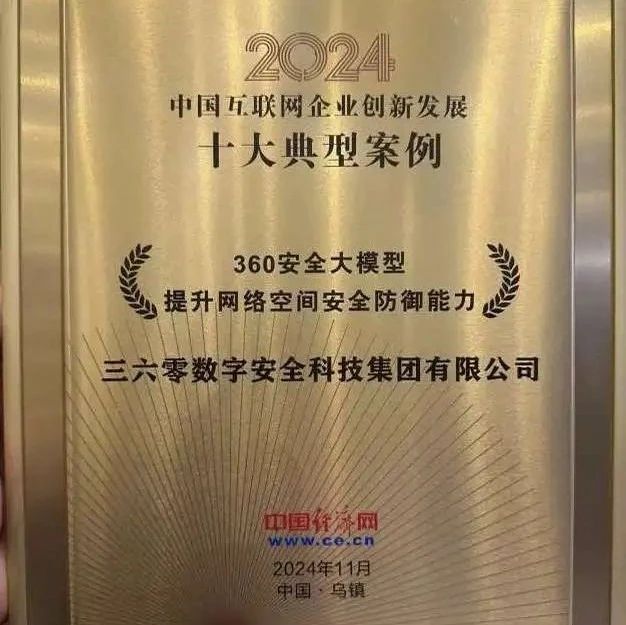 2024
中国互联网企业创新发展
十大典型案例
360安全大模型
提升网络空间安全防御能力
三六零数字安全科技集团有限公司
中国经济网
www.ce.cn
2024年11月
中国·乌镇